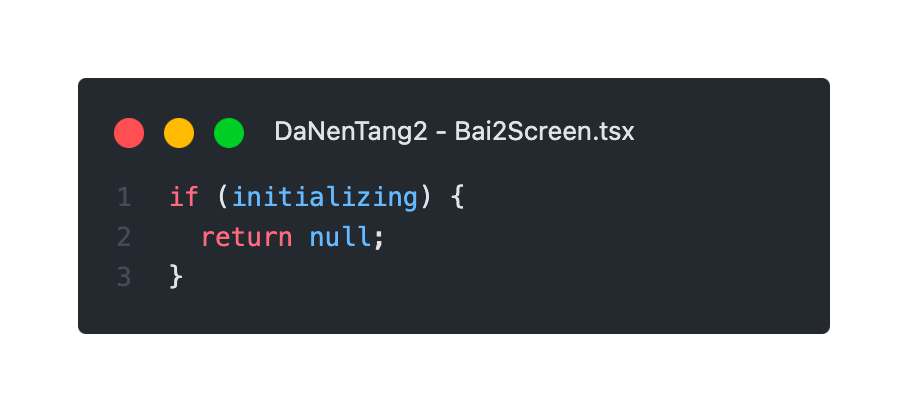 DaNenTang2 - Bai2Screen.tsx
1 if (initializing) {
2   return null;
3 }